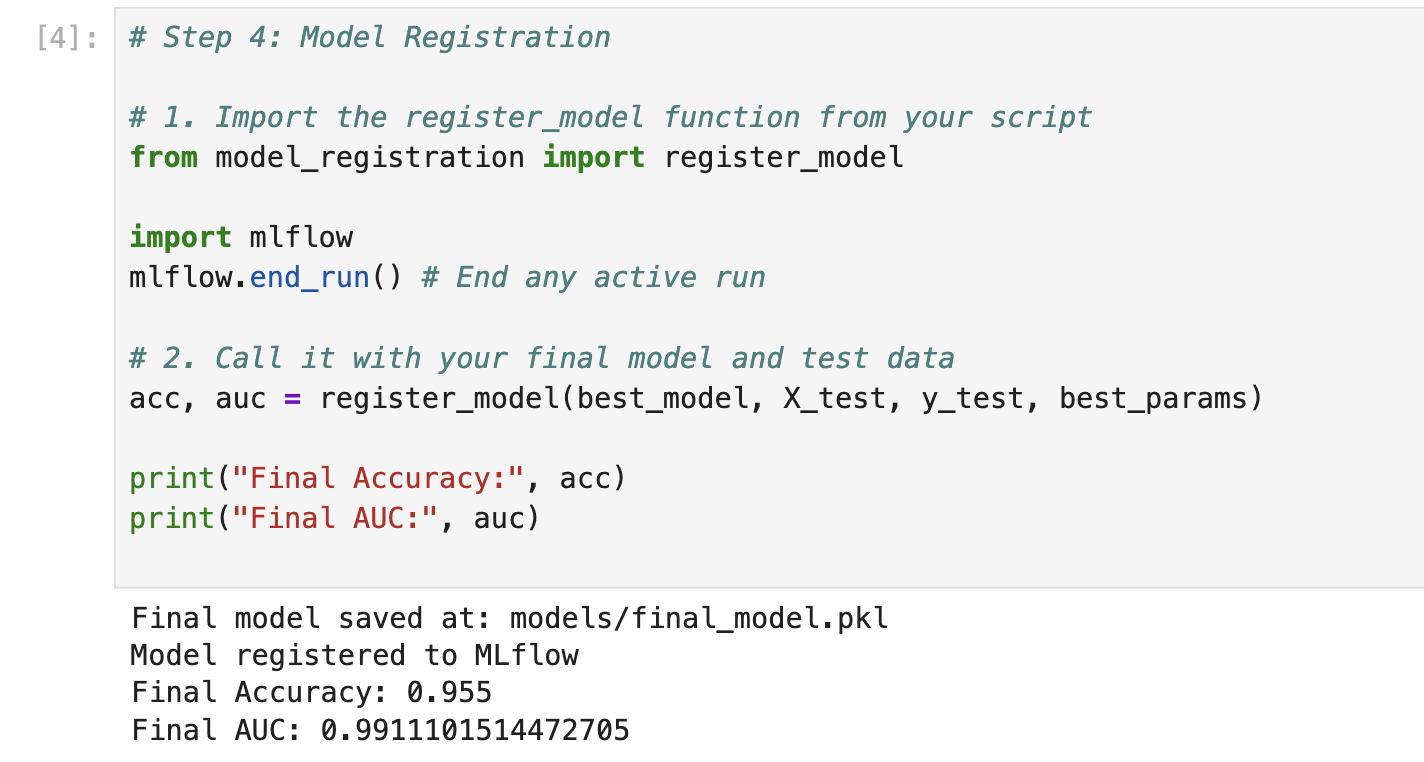 [4]: # Step 4: Model Registration
# 1. Import the register_model function from your script
from model_registration import register_model
import mlflow
mlflow.end_run() # End any active run
# 2. Call it with your final model and test data
acc, auc = register_model(best_model, X_test, y_test, best_params)
print("Final Accuracy:", acc)
print("Final AUC:", auc)
Final model saved at: models/final_model.pkl
Model registered to MLflow
Final Accuracy: 0.955
Final AUC: 0.9911101514472705